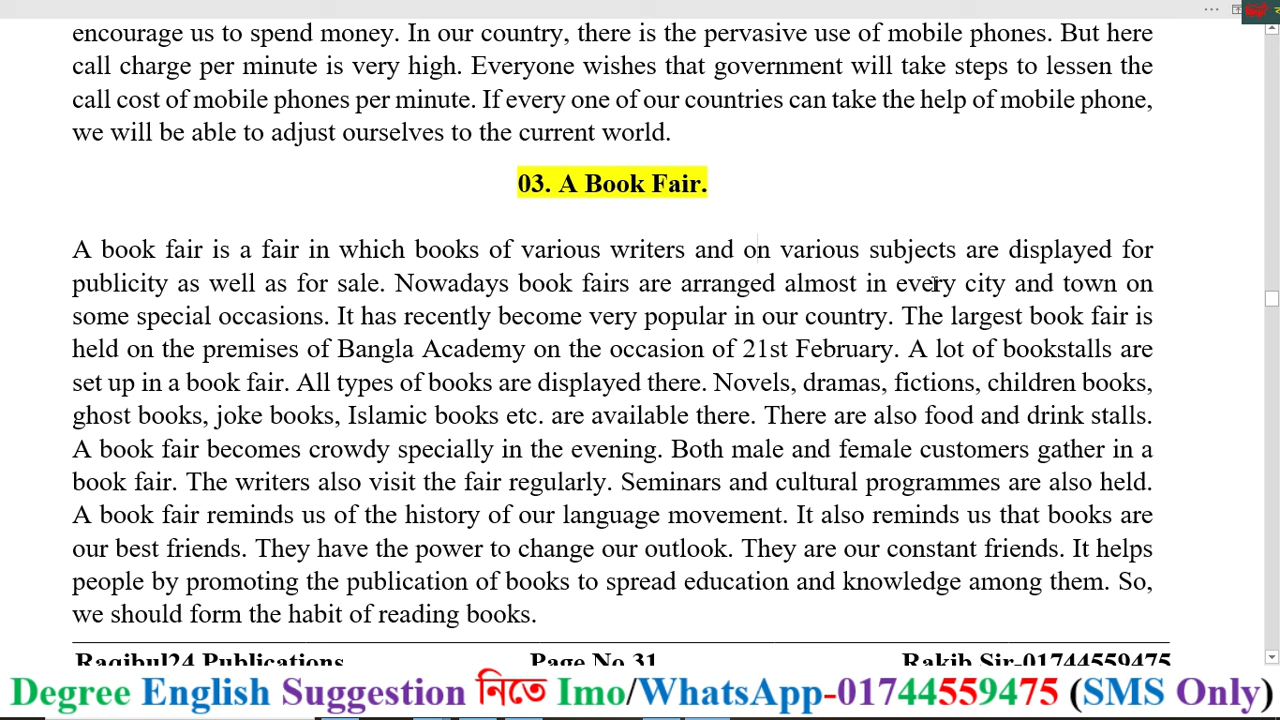 encourage us to spend money. In our country, there is the pervasive use of mobile phones. But here
call charge per minute is very high. Everyone wishes that government will take steps to lessen the
call cost of mobile phones per minute. If every one of our countries can take the help of mobile phone,
we will be able to adjust ourselves to the current world.
03. A Book Fair.
A book fair is a fair in which books of various writers and on various subjects are displayed for
publicity as well as for sale. Nowadays book fairs are arranged almost in every city and town on
some special occasions. It has recently become very popular in our country. The largest book fair is
held on the premises of Bangla Academy on the occasion of 21st February. A lot of bookstalls are
set up in a book fair. All types of books are displayed there. Novels, dramas, fictions, children books,
ghost books, joke books, Islamic books etc. are available there. There are also food and drink stalls.
A book fair becomes crowdy specially in the evening. Both male and female customers gather in a
book fair. The writers also visit the fair regularly. Seminars and cultural programmes are also held.
A book fair reminds us of the history of our language movement. It also reminds us that books are
our best friends. They have the power to change our outlook. They are our constant friends. It helps
people by promoting the publication of books to spread education and knowledge among them. So,
we should form the habit of reading books.
Raqibul24 Publications Page No 31 Rakib Sir-01744559475
Degree English Suggestion নিতে Imo/WhatsApp-01744559475 (SMS Only)